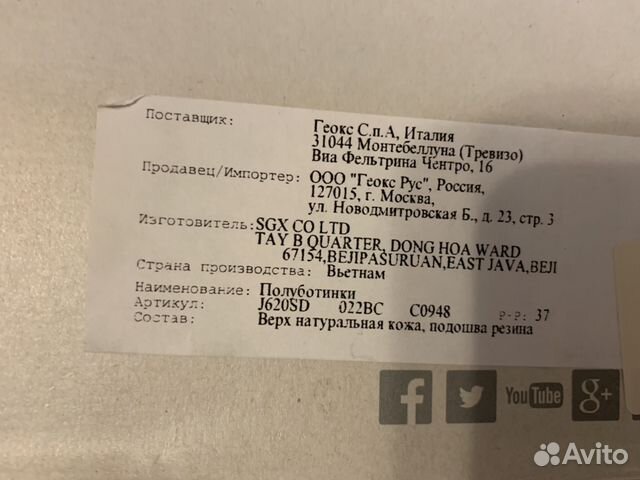 Поставщик: Геокс С.п.А, Италия
31044 Монтебеллуна (Тревизо)
Виа Фельтрина Чентро, 16
Продавец/Импортер: ООО "Геокс Рус", Россия,
127015, г. Москва,
ул. Новодмитровская Б., д. 23, стр. 3
Изготовитель: SGX CO LTD
TAY B QUARTER, DONG HOA WARD
67154,BEJIPASURUAN,EAST JAVA,BEJI
Страна производства: Вьетнам
Наименование: Полуботинки
Артикул: J620SD 022BC C0948 р-р: 37
Состав: Верх натуральная кожа, подошва резина
f YouTube g+
Avito